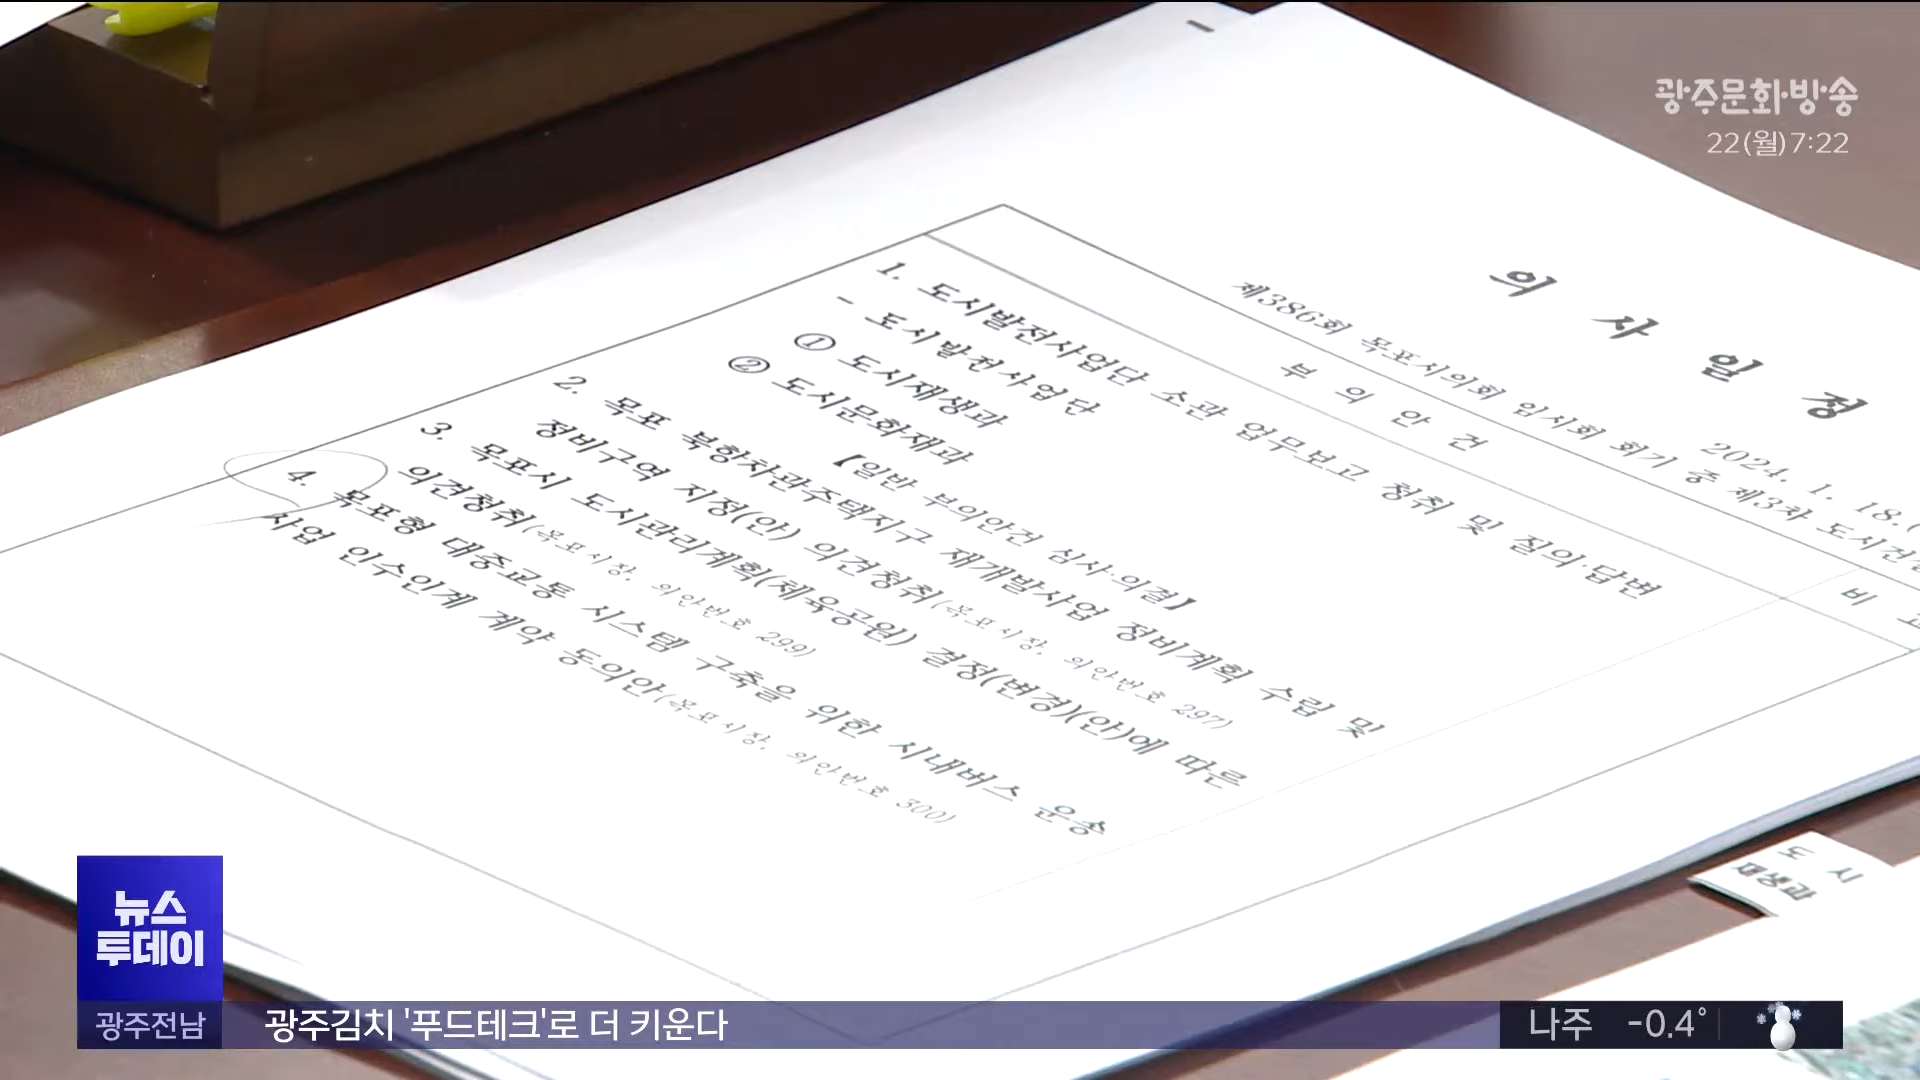 광주문화방송
22(월) 7:22
의 사 일 정
2024. 1. 18.(
제386회 목포시의회 임시회 회기 중 제3차 도시건설
부 의 안 건
비 고
1. 도시발전사업단 소관 업무보고 청취 및 질의·답변
- 도시발전사업단
① 도시재생과
② 도시문화재과
【일반 부의안건 심사·의결】
2. 목포 북항차관주택지구 재개발사업 정비계획 수립 및
정비구역 지정(안) 의견청취(목포시장, 의안번호 297)
3. 목포시 도시관리계획(체육공원) 결정(변경)(안)에 따른
의견청취(목포시장, 의안번호 299)
4. 목포형 대중교통 시스템 구축을 위한 시내버스 운송
사업 인수인계 계약 동의안(목포시장, 의안번호 300)
도 시
재생과
뉴스
투데이
광주전남
광주김치 '푸드테크'로 더 키운다
나주 -0.4°